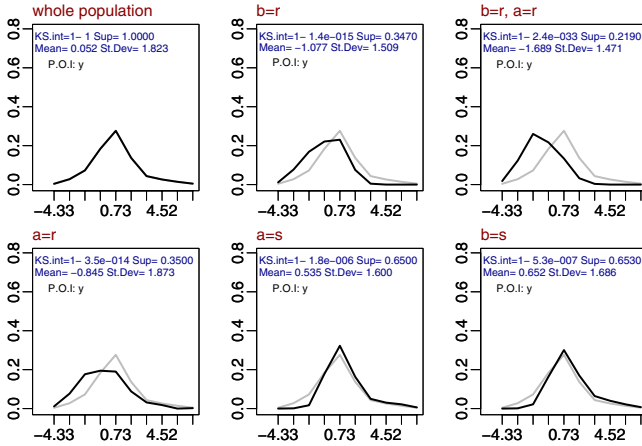 whole population
KS.int=1- 1 Sup= 1.0000
Mean= 0.052 St.Dev= 1.823
P.O.I: y
0.0 0.2 0.4 0.6 0.8
−4.33 0.73 4.52
b=r
KS.int=1- 1.4e-015 Sup= 0.3470
Mean= −1.077 St.Dev= 1.509
P.O.I: y
0.0 0.2 0.4 0.6 0.8
−4.33 0.73 4.52
b=r, a=r
KS.int=1- 2.4e-033 Sup= 0.2190
Mean= −1.689 St.Dev= 1.471
P.O.I: y
0.0 0.2 0.4 0.6 0.8
−4.33 0.73 4.52
a=r
KS.int=1- 3.5e-014 Sup= 0.3500
Mean= −0.845 St.Dev= 1.873
P.O.I: y
0.0 0.2 0.4 0.6 0.8
−4.33 0.73 4.52
a=s
KS.int=1- 1.8e-006 Sup= 0.6500
Mean= 0.535 St.Dev= 1.600
P.O.I: y
0.0 0.2 0.4 0.6 0.8
−4.33 0.73 4.52
b=s
KS.int=1- 5.3e-007 Sup= 0.6530
Mean= 0.652 St.Dev= 1.686
P.O.I: y
0.0 0.2 0.4 0.6 0.8
−4.33 0.73 4.52